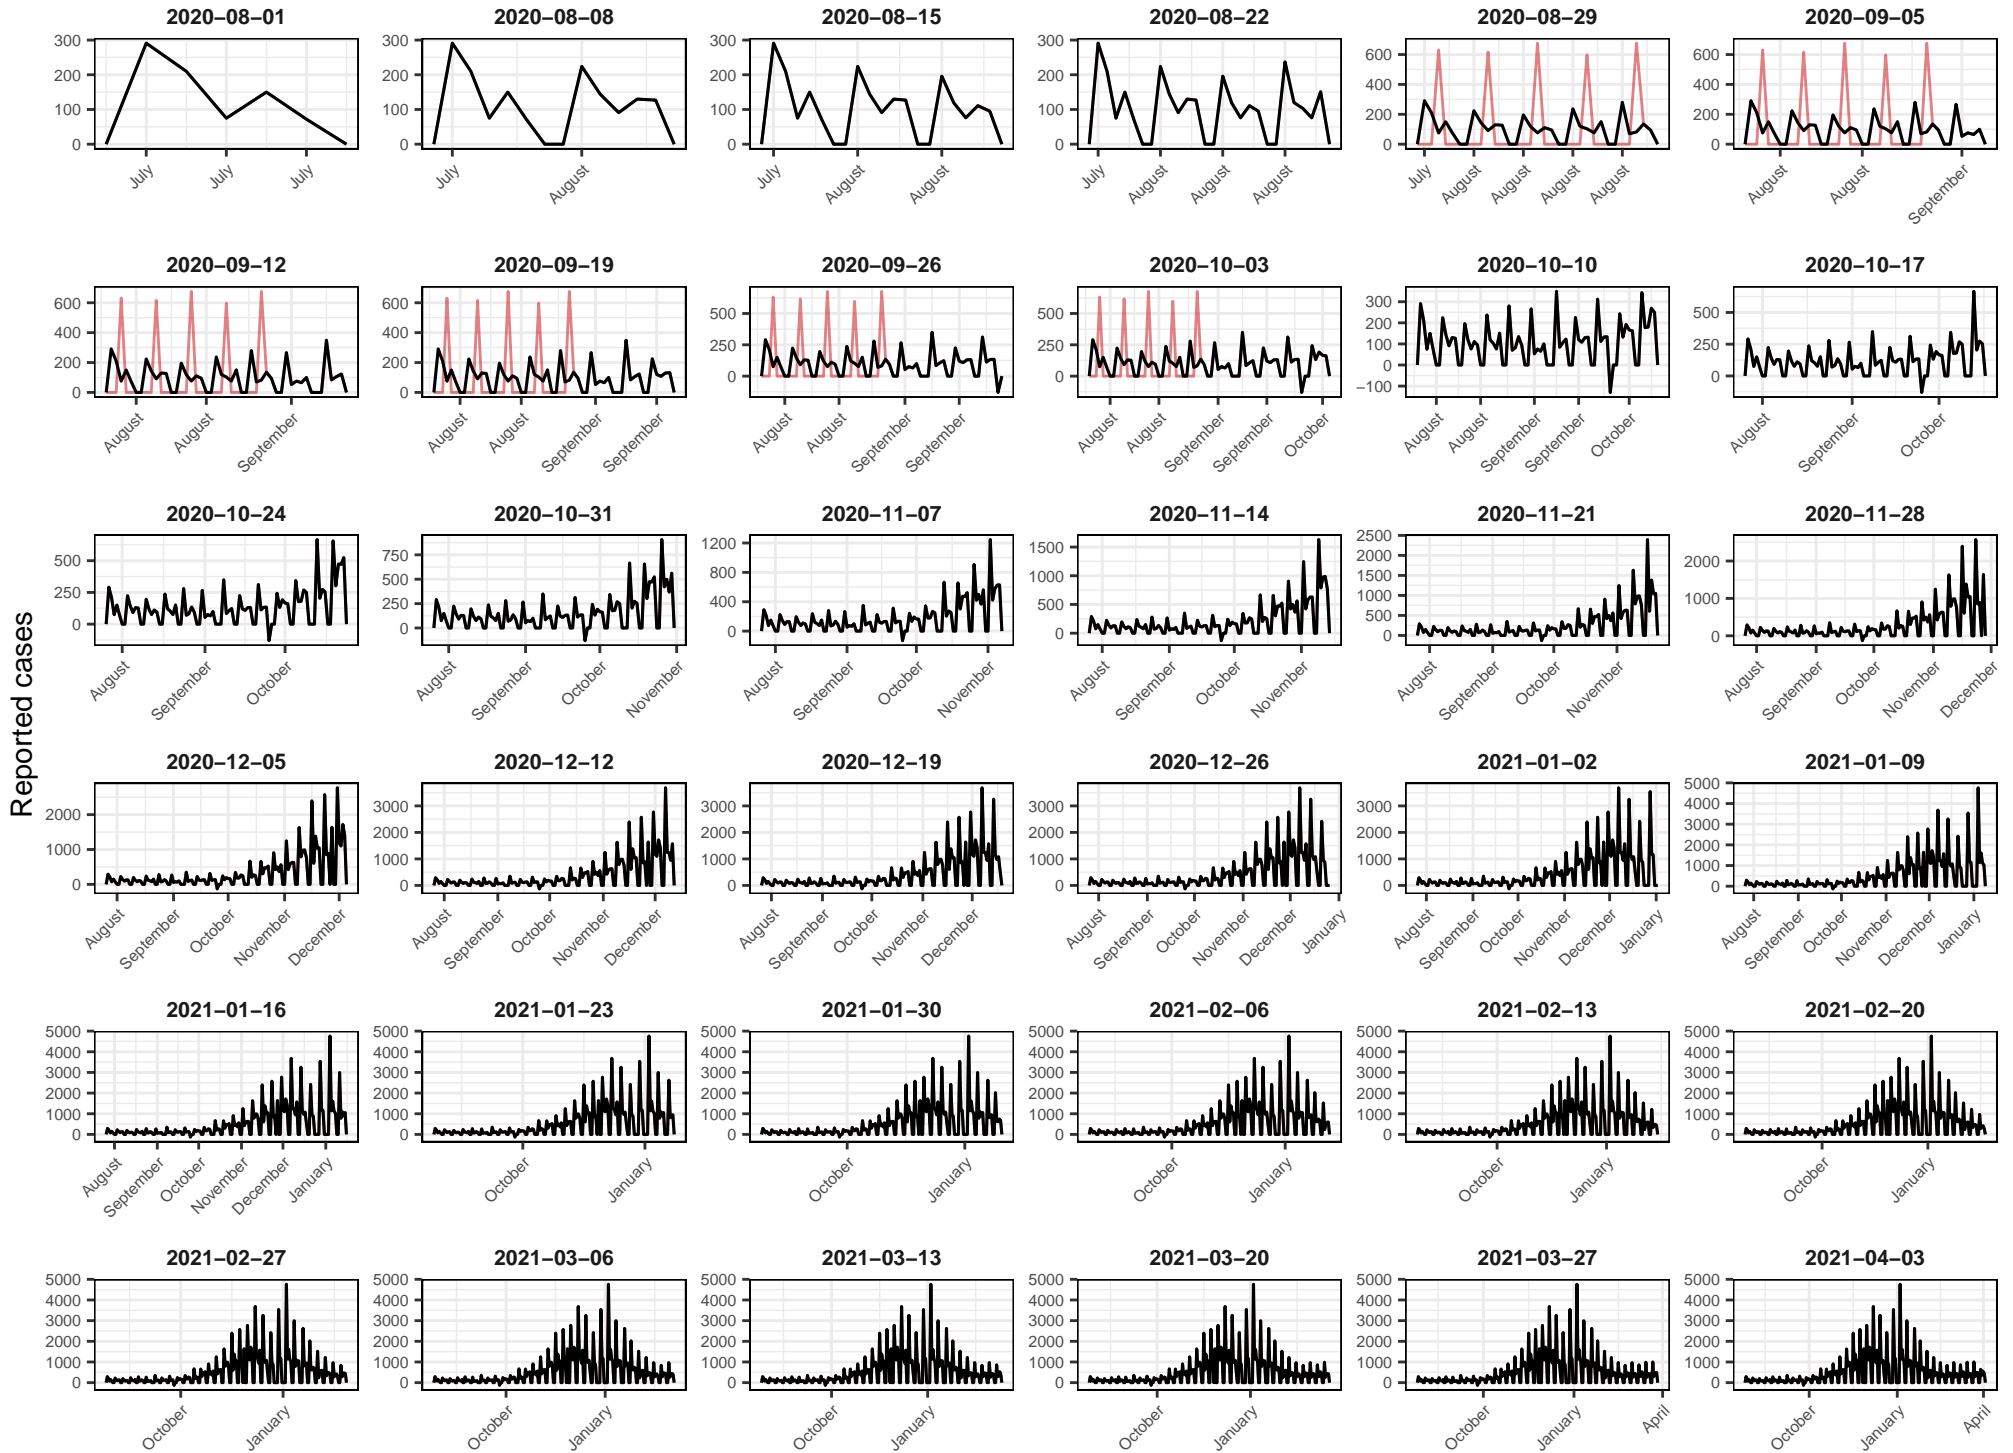 Reported cases
2020−08−01 2020−08−08 2020−08−15 2020−08−22 2020−08−29 2020−09−05
300 300 300 300 600 600
200 200 200 200 400 400
100 100 100 100 200 200
0 0 0 0 0 0
July July July July August July August August July August August August July August August August August August August September
2020−09−12 2020−09−19 2020−09−26 2020−10−03 2020−10−10 2020−10−17
600 600 500 500 300 500
400 400 250 250 200 250
200 200 0 0 100 0
0 0 0
−100
August August September August August September September August August September September August August September September October August August September September October August September October
2020−10−24 2020−10−31 2020−11−07 2020−11−14 2020−11−21 2020−11−28
500 750 1200 1500 2500 2000
250 500 800 1000 2000 1000
0 250 400 500 1500 0
0 0 0 1000
500
0
August September October August September October November August September October November August September October November August September October November August September October November December
2020−12−05 2020−12−12 2020−12−19 2020−12−26 2021−01−02 2021−01−09
2000 3000 3000 3000 3000 5000
1000 2000 2000 2000 2000 4000
0 1000 1000 1000 1000 3000
0 0 0 0 2000
1000
0
August September October November December August September October November December August September October November December August September October November December January August September October November December January August September October November December January
2021−01−16 2021−01−23 2021−01−30 2021−02−06 2021−02−13 2021−02−20
5000 5000 5000 5000 5000 5000
4000 4000 4000 4000 4000 4000
3000 3000 3000 3000 3000 3000
2000 2000 2000 2000 2000 2000
1000 1000 1000 1000 1000 1000
0 0 0 0 0 0
August September October November December January October January October January October January October January October January
2021−02−27 2021−03−06 2021−03−13 2021−03−20 2021−03−27 2021−04−03
5000 5000 5000 5000 5000 5000
4000 4000 4000 4000 4000 4000
3000 3000 3000 3000 3000 3000
2000 2000 2000 2000 2000 2000
1000 1000 1000 1000 1000 1000
0 0 0 0 0 0
October January October January October January October January October January April October January April